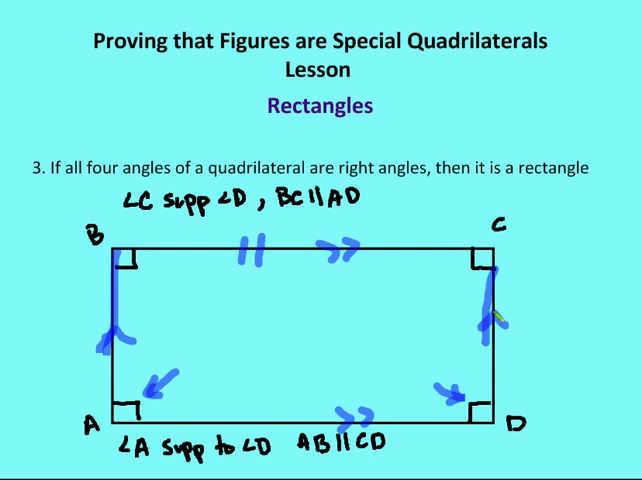 Proving that Figures are Special Quadrilaterals
Lesson
Rectangles
3. If all four angles of a quadrilateral are right angles, then it is a rectangle
∠C supp ∠D , BC || AD
B
C
A
D
∠A supp to ∠D AB || CD